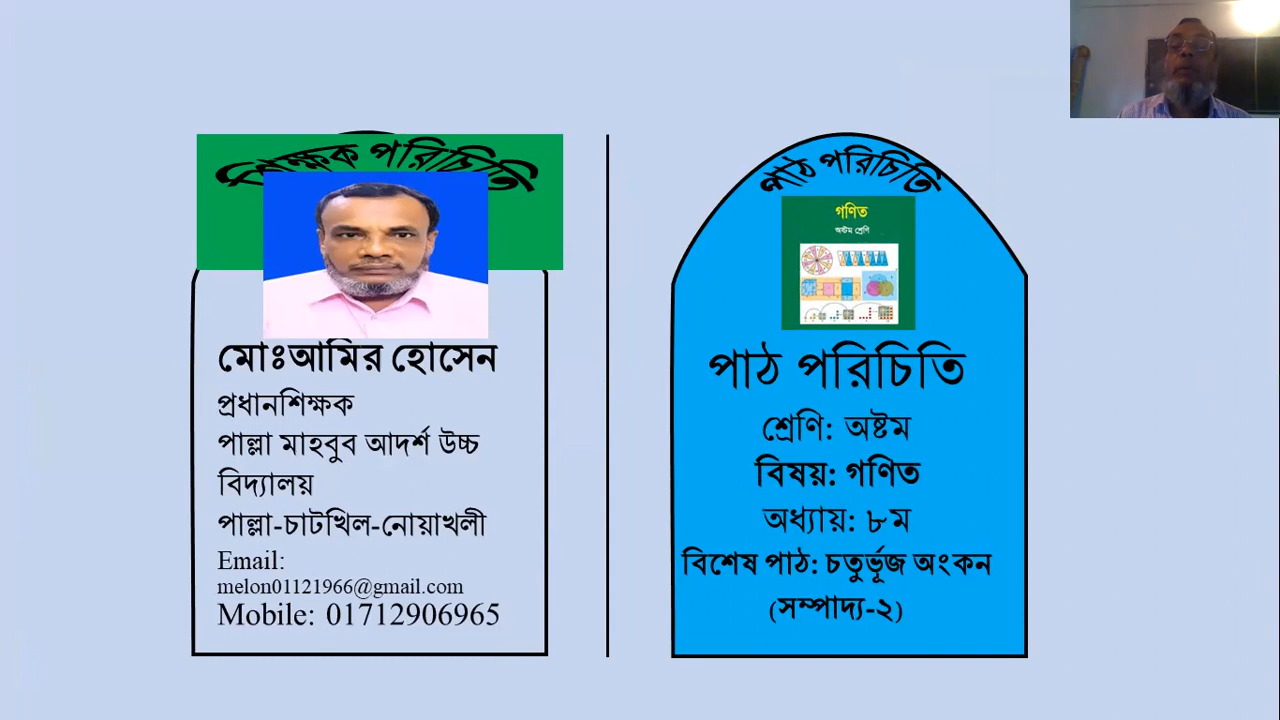 শিক্ষক পরিচিতি
মোঃআমির হোসেন
প্রধানশিক্ষক
পাল্লা মাহবুব আদর্শ উচ্চ
বিদ্যালয়
পাল্লা-চাটখিল-নোয়াখলী
Email:
melon01121966@gmail.com
Mobile: 01712906965
পাঠ পরিচিতি
গণিত
অষ্টম শ্রেণি
পাঠ পরিচিতি
শ্রেণি: অষ্টম
বিষয়: গণিত
অধ্যায়: ৮ম
বিশেষ পাঠ: চতুর্ভূজ অংকন
(সম্পাদ্য-২)